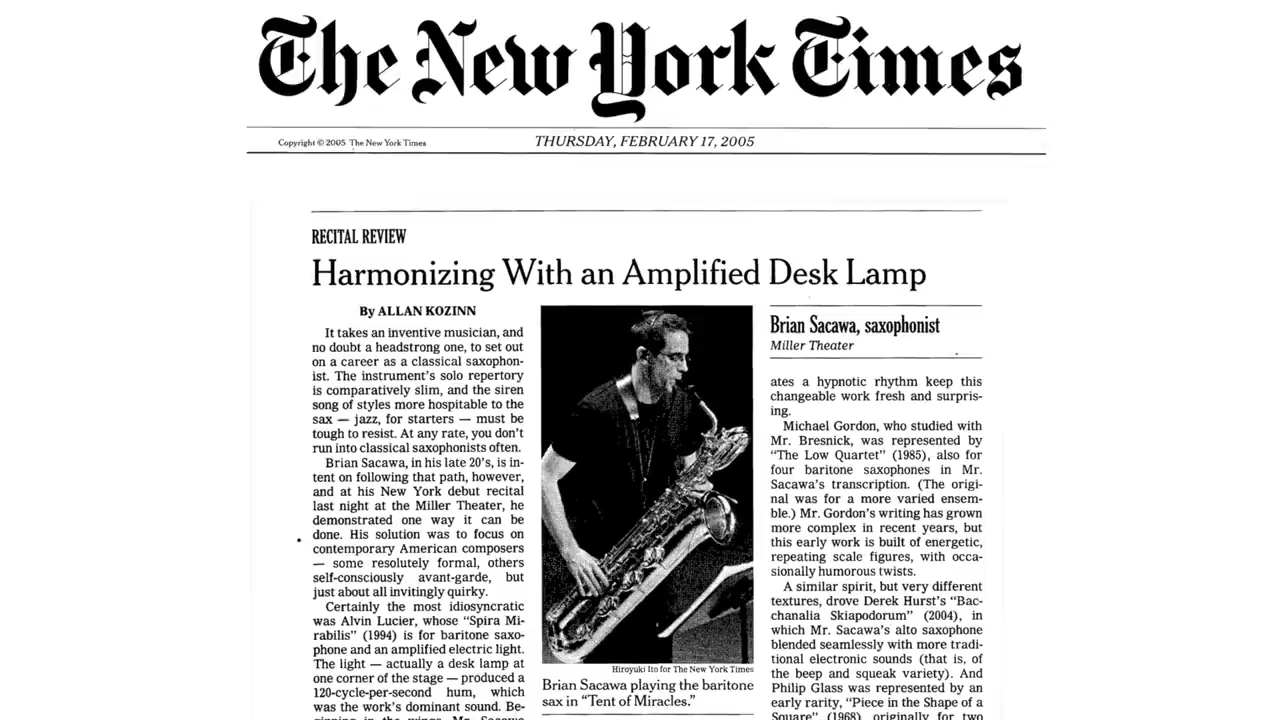 The New York Times
Copyright © 2005 The New York Times
THURSDAY, FEBRUARY 17, 2005
RECITAL REVIEW
Harmonizing With an Amplified Desk Lamp
By ALLAN KOZINN
It takes an inventive musician, and
no doubt a headstrong one, to set out
on a career as a classical saxophon-
ist. The instrument's solo repertory
is comparatively slim, and the siren
song of styles more hospitable to the
sax — jazz, for starters — must be
tough to resist. At any rate, you don't
run into classical saxophonists often.
Brian Sacawa, in his late 20's, is in-
tent on following that path, however,
and at his New York debut recital
last night at the Miller Theater, he
demonstrated one way it can be
done. His solution was to focus on
contemporary American composers
— some resolutely formal, others
self-consciously avant-garde, but
just about all invitingly quirky.
Certainly the most idiosyncratic
was Alvin Lucier, whose "Spira Mi-
rabilis" (1994) is for baritone saxo-
phone and an amplified electric light.
The light — actually a desk lamp at
one corner of the stage — produced a
120-cycle-per-second hum, which
was the work's dominant sound. Be-
ginning in the wings, Mr. Sacawa
Hiroyuki Ito for The New York Times
Brian Sacawa playing the baritone
sax in "Tent of Miracles."
Brian Sacawa, saxophonist
Miller Theater
ates a hypnotic rhythm keep this
changeable work fresh and surpris-
ing.
Michael Gordon, who studied with
Mr. Bresnick, was represented by
"The Low Quartet" (1985), also for
four baritone saxophones in Mr.
Sacawa's transcription. (The origi-
nal was for a more varied ensem-
ble.) Mr. Gordon's writing has grown
more complex in recent years, but
this early work is built of energetic,
repeating scale figures, with occa-
sionally humorous twists.
A similar spirit, but very different
textures, drove Derek Hurst's "Bac-
chanalia Skiapodorum" (2004), in
which Mr. Sacawa's alto saxophone
blended seamlessly with more tradi-
tional electronic sounds (that is, of
the beep and squeak variety). And
Philip Glass was represented by an
early rarity, "Piece in the Shape of a
Square" (1968), originally for two